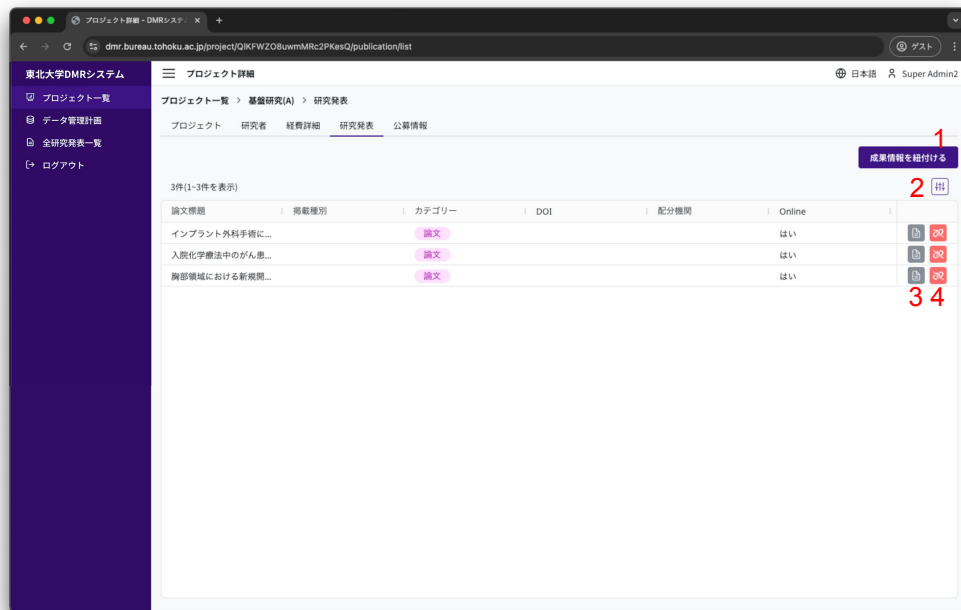 プロジェクト詳細 - DMRシステ
dmr.bureau.tohoku.ac.jp/project/QIKFWZO8uwmMRc2PKesQ/publication/list
ゲスト
東北大学DMRシステム
プロジェクト詳細
日本語 Super Admin2
プロジェクト一覧
データ管理計画
全研究発表一覧
ログアウト
プロジェクト一覧 > 基盤研究(A) > 研究発表
プロジェクト 研究者 経費詳細 研究発表 公募情報
1
成果情報を紐付ける
3件(1~3件を表示)
2
論文標題 掲載種別 カテゴリー DOI 配分機関 Online
インプラント外科手術に... 論文 はい
入院化学療法中のがん患... 論文 はい
胸部領域における新規開... 論文 はい
3 4